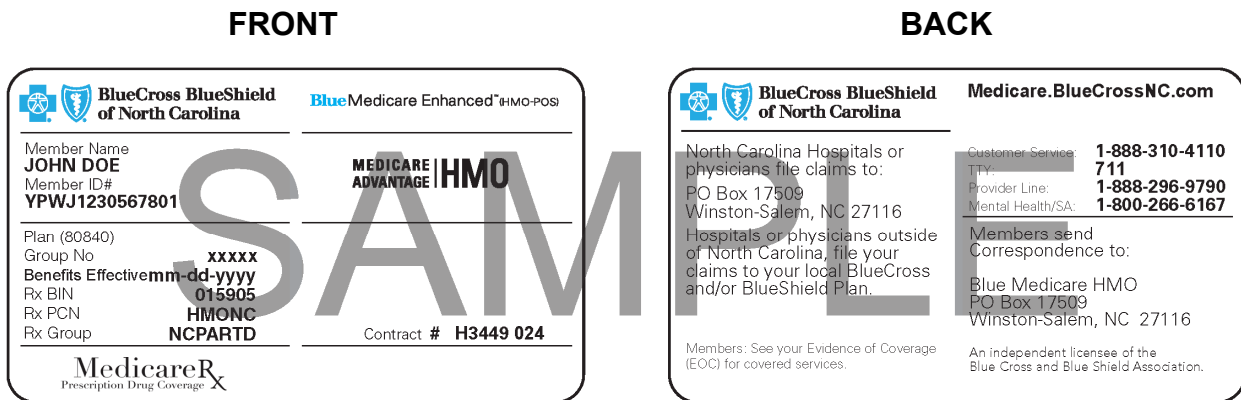 FRONT
BlueCross BlueShield
of North Carolina
BlueMedicare Enhanced℠(HMO-POS)
Member Name
JOHN DOE
Member ID#
YPWJ1230567801
MEDICARE
ADVANTAGE | HMO
Plan (80840)
Group No xxxxx
Benefits Effective mm-dd-yyyy
Rx BIN 015905
Rx PCN HMONC
Rx Group NCPARTD
Contract # H3449 024
MedicareRx
Prescription Drug Coverage
BACK
BlueCross BlueShield
of North Carolina
North Carolina Hospitals or
physicians file claims to:
PO Box 17509
Winston-Salem, NC 27116
Hospitals or physicians outside
of North Carolina, file your
claims to your local BlueCross
and/or BlueShield Plan.
Members: See your Evidence of Coverage
(EOC) for covered services.
Medicare.BlueCrossNC.com
Customer Service: 1-888-310-4110
TTY: 711
Provider Line: 1-888-296-9790
Mental Health/SA: 1-800-266-6167
Members send
Correspondence to:
Blue Medicare HMO
PO Box 17509
Winston-Salem, NC 27116
An independent licensee of the
Blue Cross and Blue Shield Association.
SAMPLE